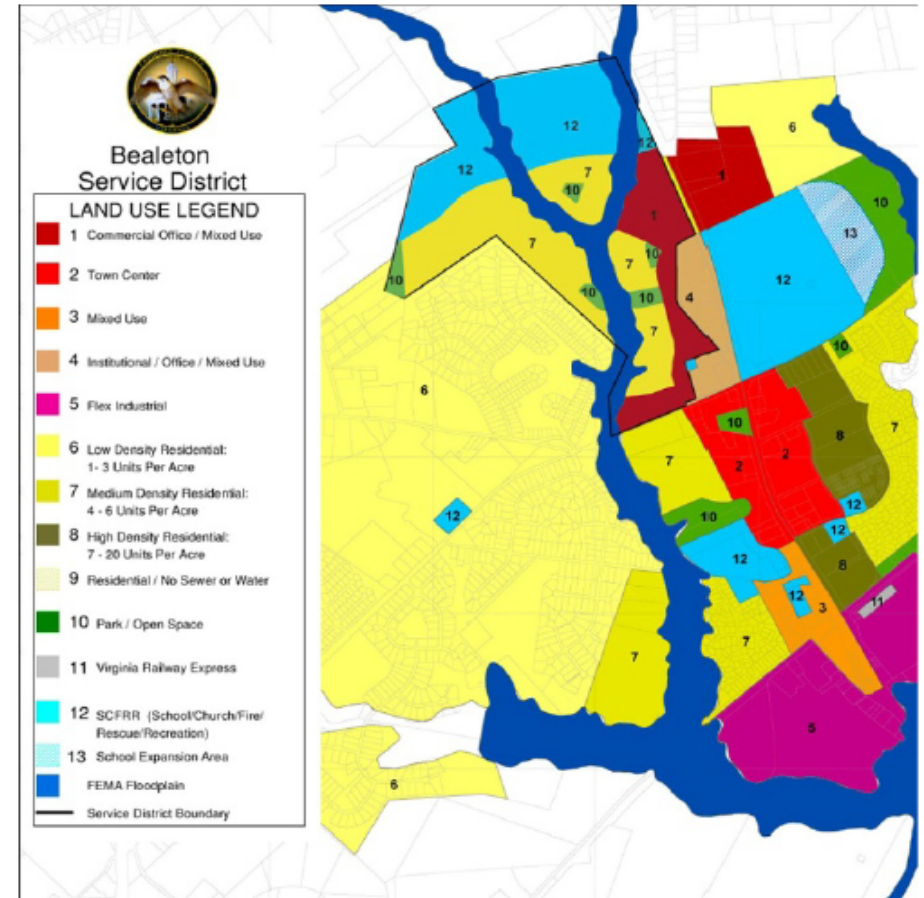 Bealeton
Service District
LAND USE LEGEND
1 Commercial Office / Mixed Use
2 Town Center
3 Mixed Use
4 Institutional / Office / Mixed Use
5 Flex Industrial
6 Low Density Residential:
1- 3 Units Per Acre
7 Medium Density Residential:
4 - 6 Units Per Acre
8 High Density Residential:
7 - 20 Units Per Acre
9 Residential / No Sewer or Water
10 Park / Open Space
11 Virginia Railway Express
12 SCFRR (School/Church/Fire/
Rescue/Recreation)
13 School Expansion Area
FEMA Floodplain
Service District Boundary
12
6
12
12
7
1
12
10
10
1
13
7
7
10
12
10
10
10
4
7
10
6
8
7
10
7
2
2
12
12
10
12
12
8
11
3
7
7
5
6